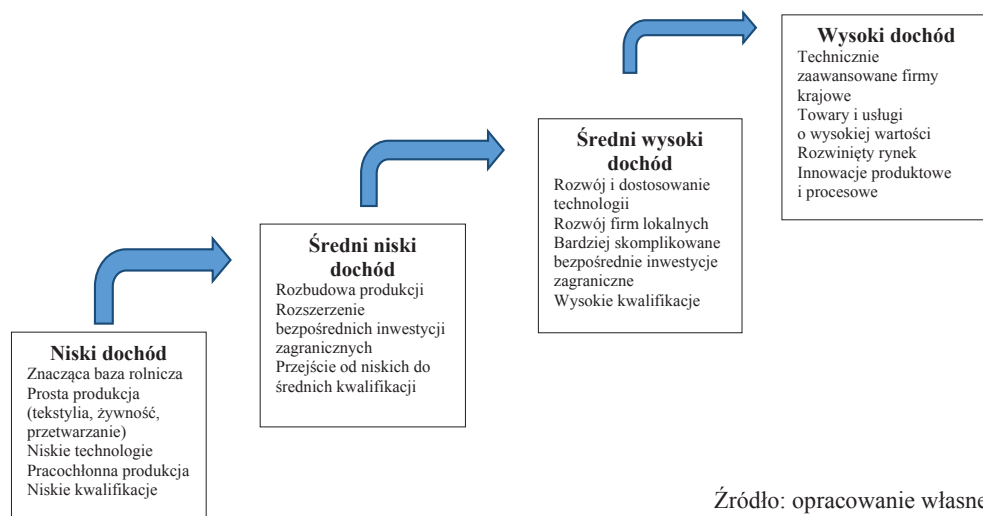 Niski dochód
Znacząca baza rolnicza
Prosta produkcja
(tekstylia, żywność,
przetwarzanie)
Niskie technologie
Pracochłonna produkcja
Niskie kwalifikacje
Średni niski
dochód
Rozbudowa produkcji
Rozszerzenie
bezpośrednich inwestycji
zagranicznych
Przejście od niskich do
średnich kwalifikacji
Średni wysoki
dochód
Rozwój i dostosowanie
technologii
Rozwój firm lokalnych
Bardziej skomplikowane
bezpośrednie inwestycje
zagraniczne
Wysokie kwalifikacje
Wysoki dochód
Technicznie
zaawansowane firmy
krajowe
Towary i usługi
o wysokiej wartości
Rozwinięty rynek
Innowacje produktowe
i procesowe
Źródło: opracowanie własne